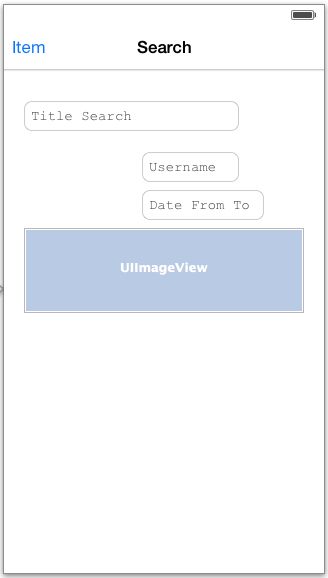 Item Search
Title Search
Username
Date From To
UIImageView